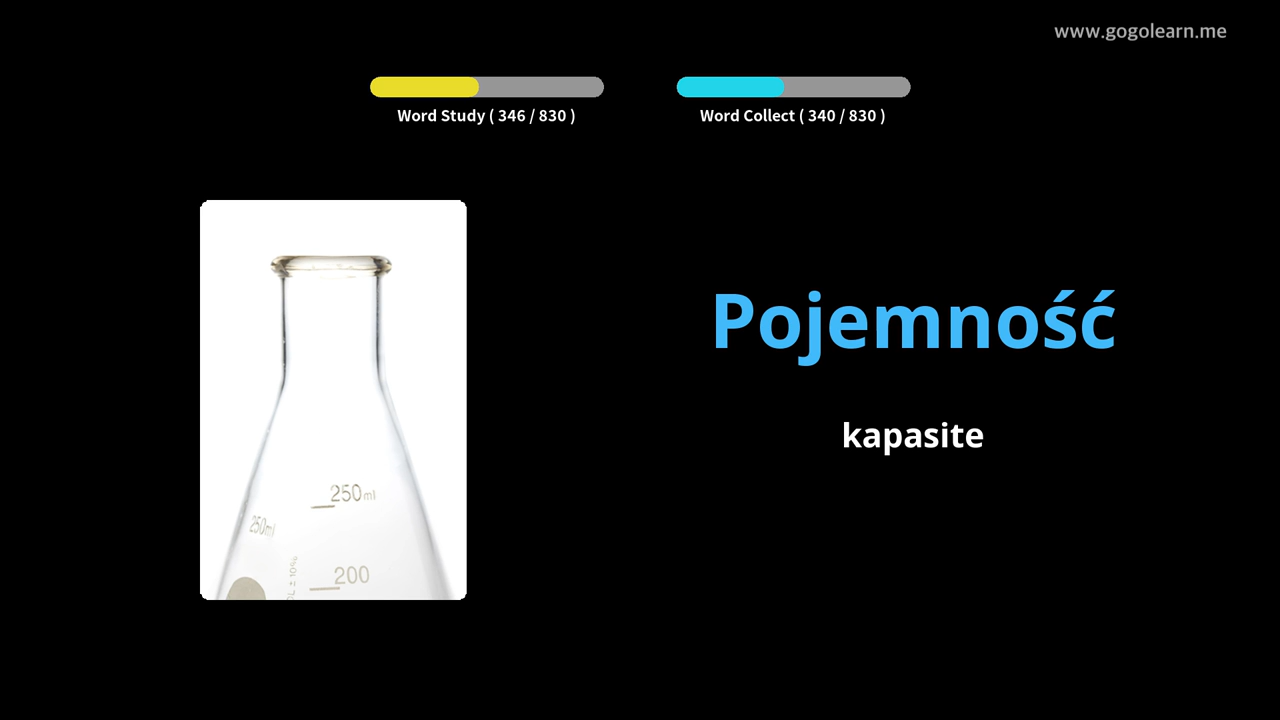 www.gogolearn.me
Word Study ( 346 / 830 )
Word Collect ( 340 / 830 )
Pojemność
kapasite
250ml
250ml
200